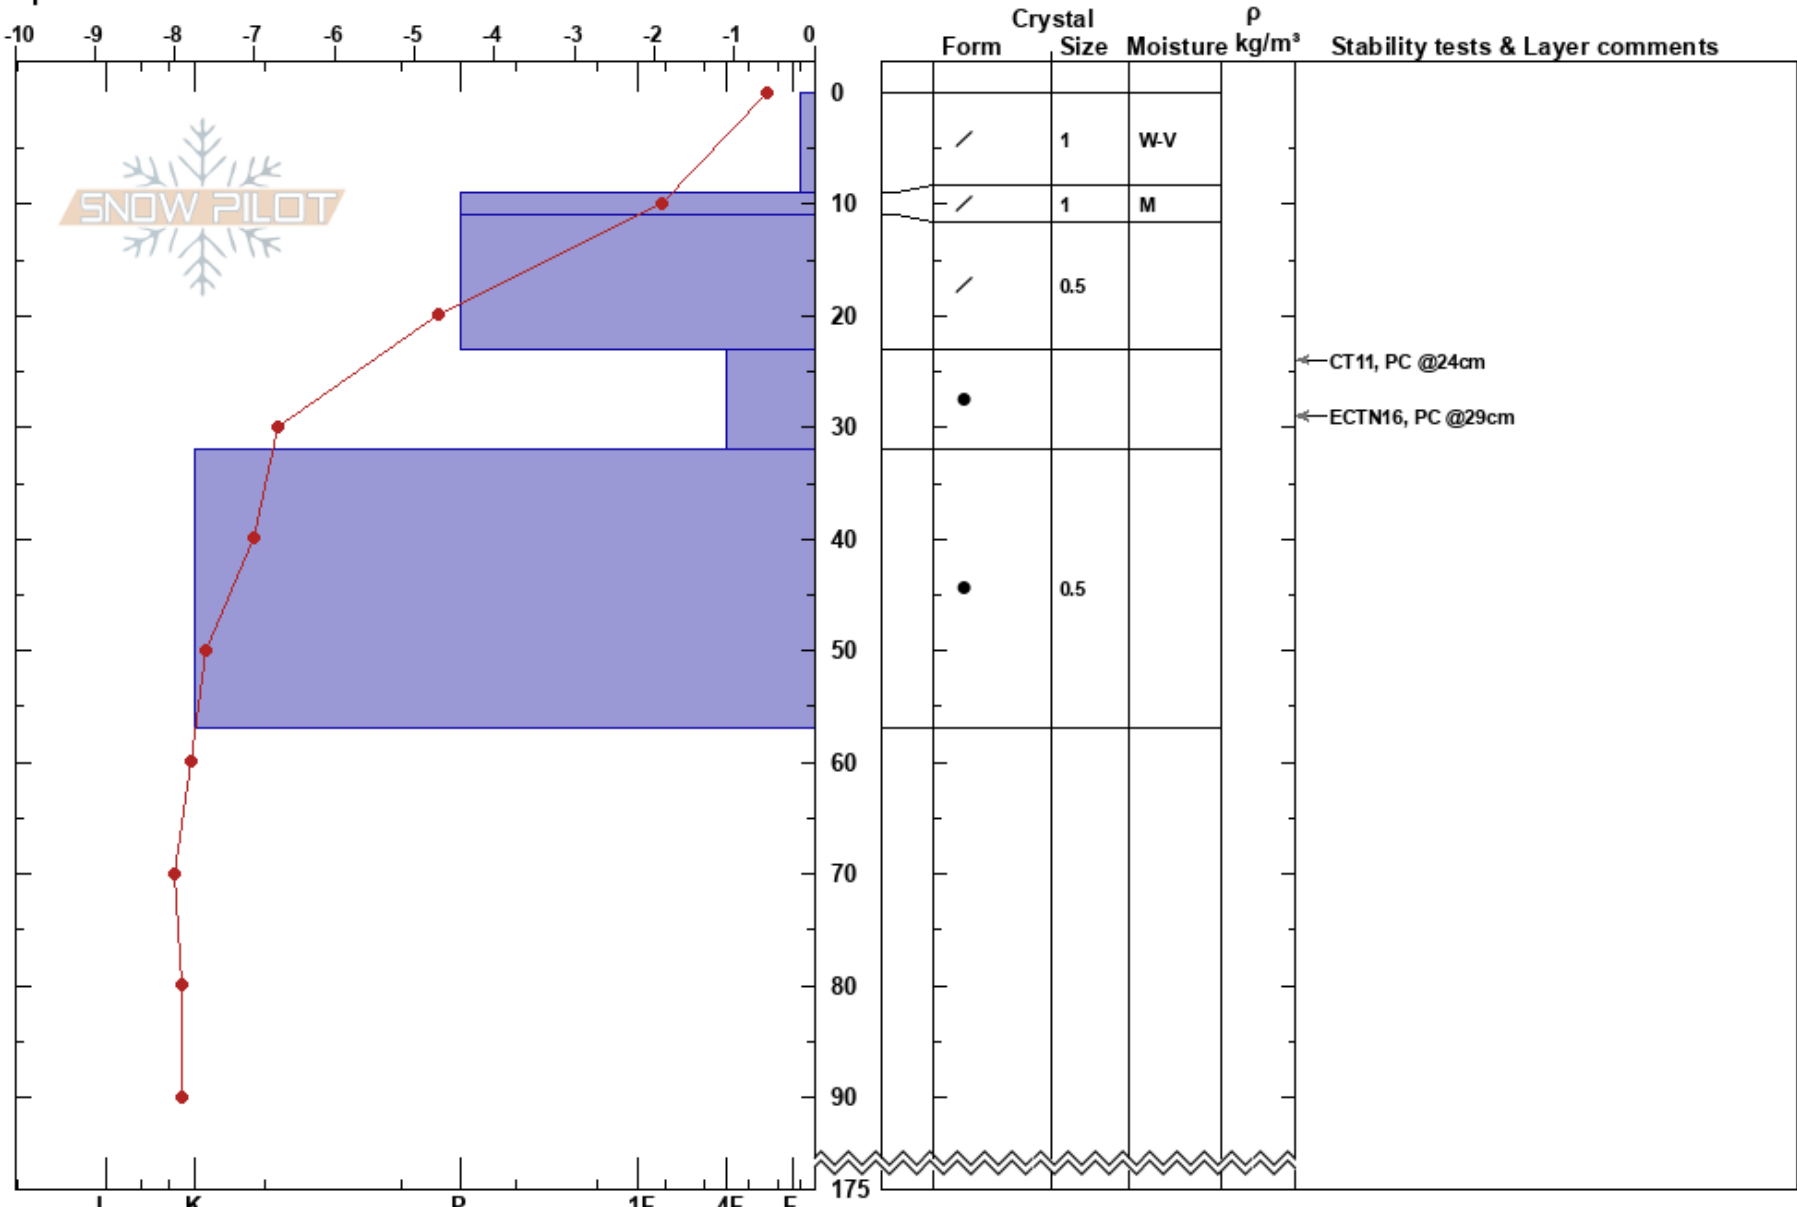 -10 -9 -8 -7 -6 -5 -4 -3 -2 -1 0
Crystal
ρ
Form Size Moisture kg/m³ Stability tests & Layer comments
0
1 W-V
SNOW PILOT
10 1 M
0.5
20
CT11, PC @24cm
ECTN16, PC @29cm
30
40
0.5
50
60
70
80
90
175
I K P 1F 4F F